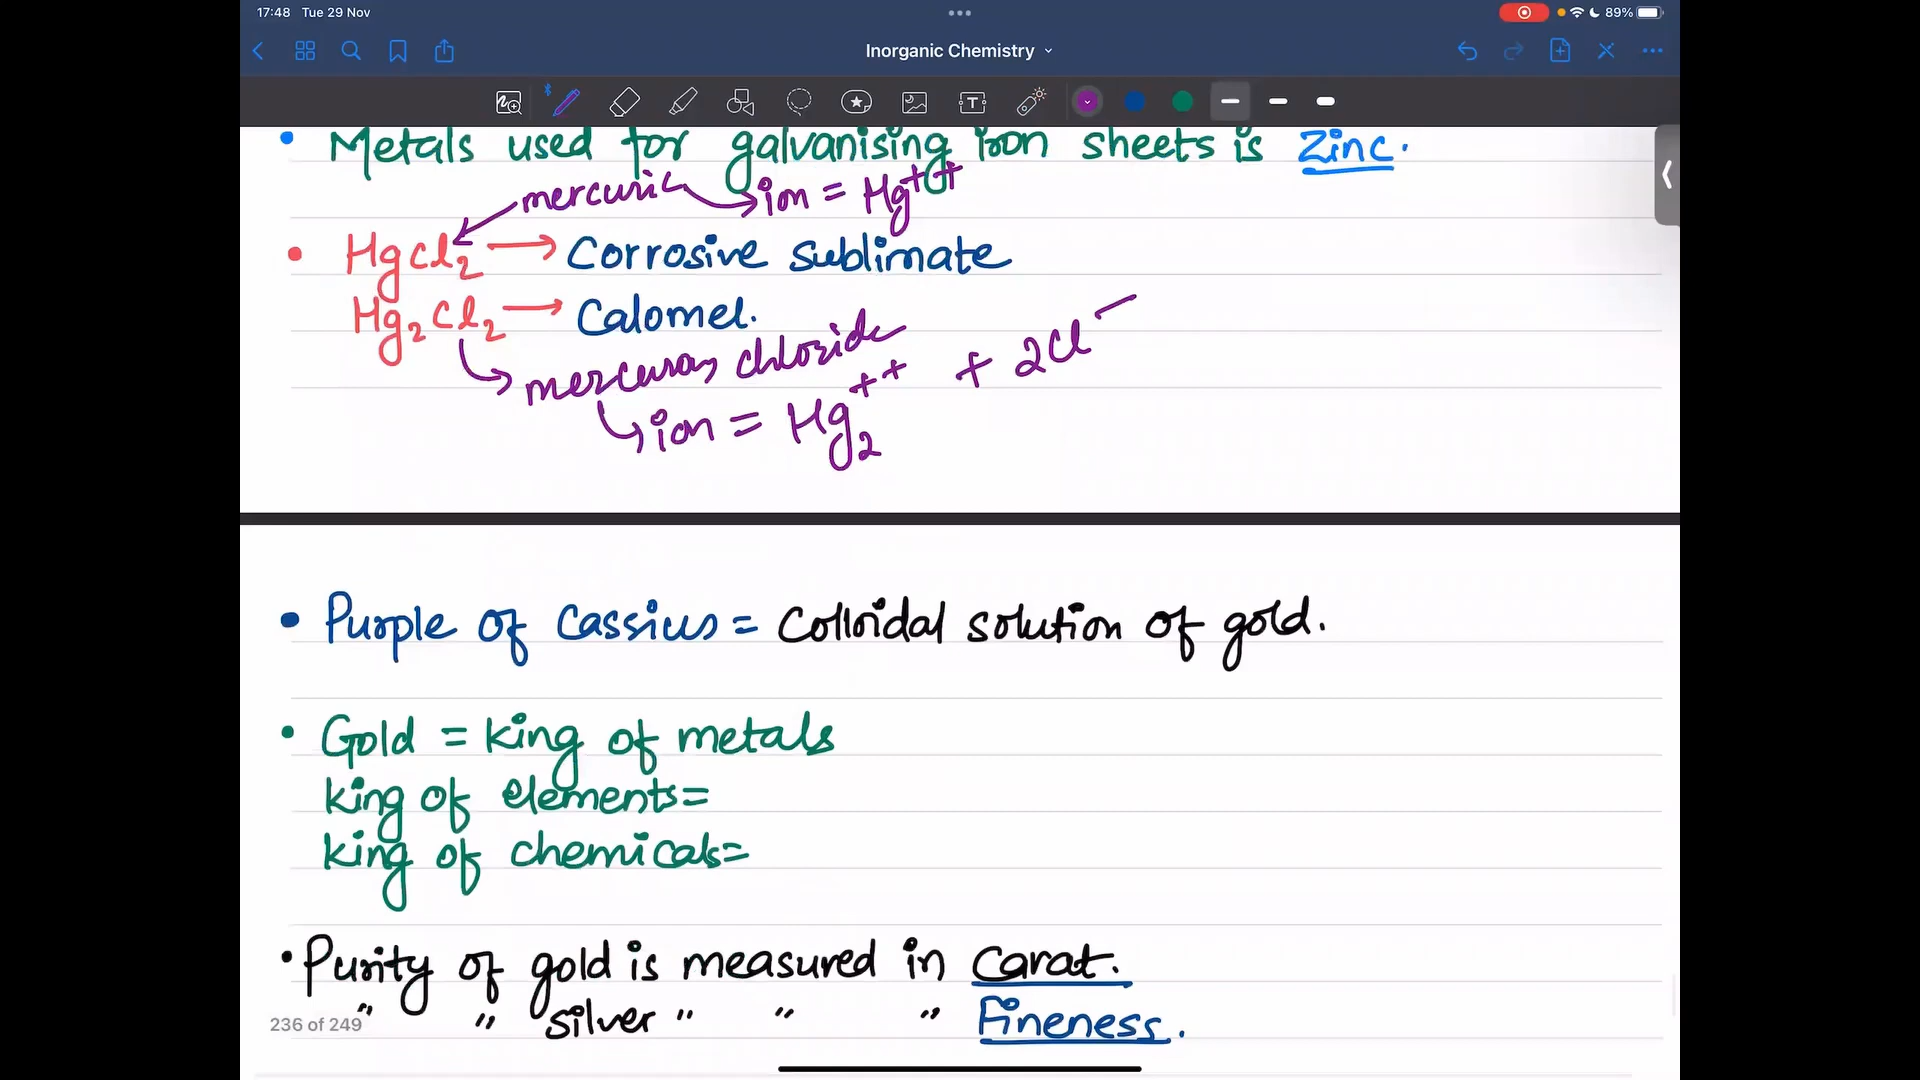 17:48 Tue 29 Nov
89%
Inorganic Chemistry
• Metals used for galvanising iron sheets is Zinc.
mercuric ion = Hg++
• HgCl2 → Corrosive sublimate
Hg2Cl2 → Calomel.
mercurous chloride
ion = Hg2++ + 2Cl-
• Purple of Cassius = Colloidal solution of gold.
• Gold = King of metals
King of elements=
King of chemicals=
• Purity of gold is measured in Carat.
" " silver " " " Fineness.
236 of 249